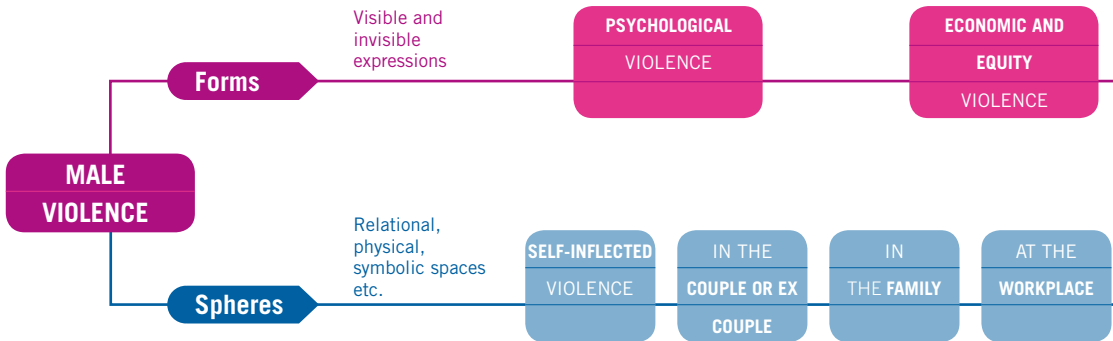 Visible and
invisible
expressions
PSYCHOLOGICAL
VIOLENCE
ECONOMIC AND
EQUITY
VIOLENCE
Forms
MALE
VIOLENCE
Relational,
physical,
symbolic spaces
etc.
SELF-INFLECTED
VIOLENCE
IN THE
COUPLE OR EX
COUPLE
IN
THE FAMILY
AT THE
WORKPLACE
Spheres